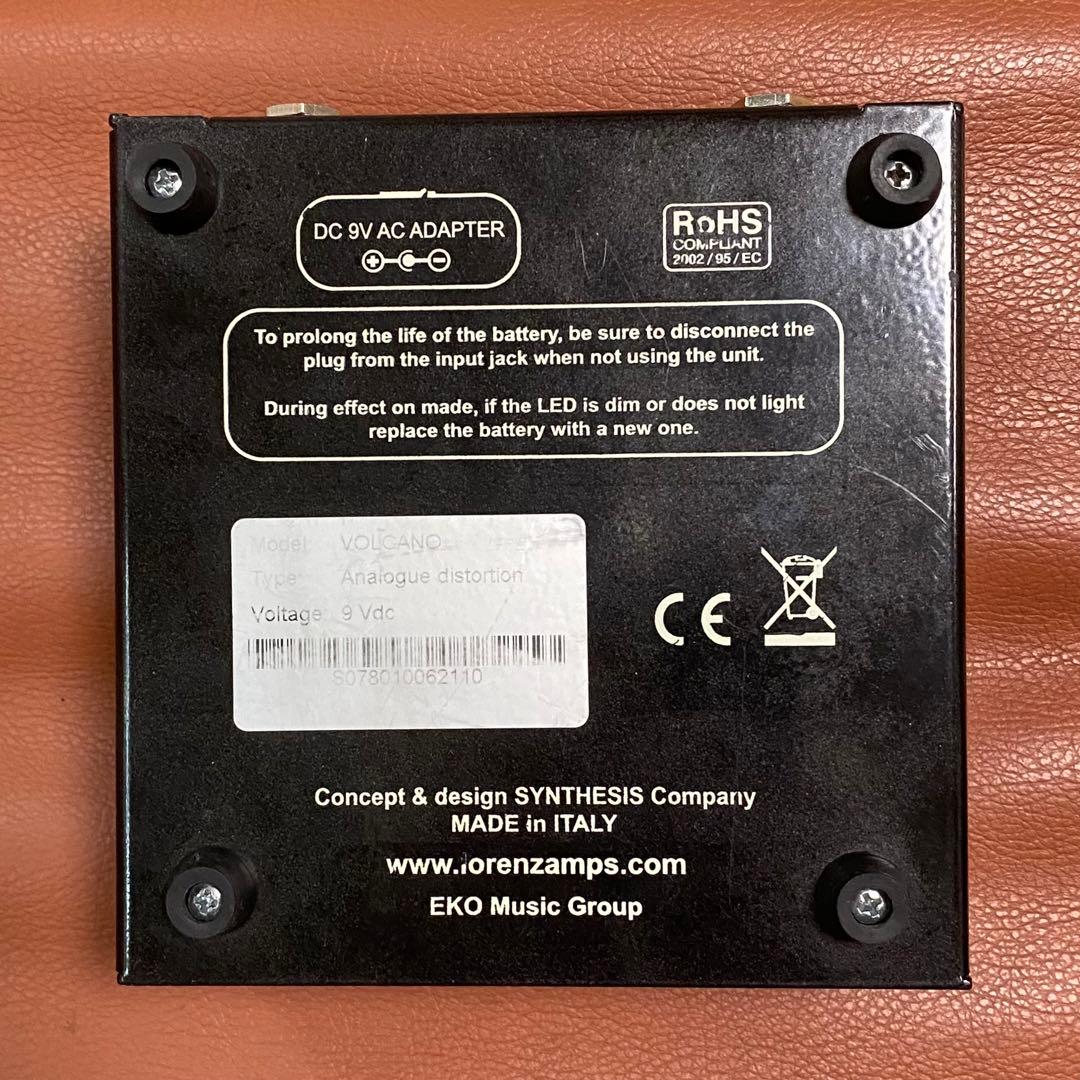 DC 9V AC ADAPTER
RoHS
COMPLIANT
2002/95/EC
To prolong the life of the battery, be sure to disconnect the
plug from the input jack when not using the unit.
During effect on made, if the LED is dim or does not light
replace the battery with a new one.
Model: VOLCANO
Type: Analogue distortion
Voltage: 9 Vdc
S078010062110
CE
Concept & design SYNTHESIS Company
MADE in ITALY
www.lorenzamps.com
EKO Music Group